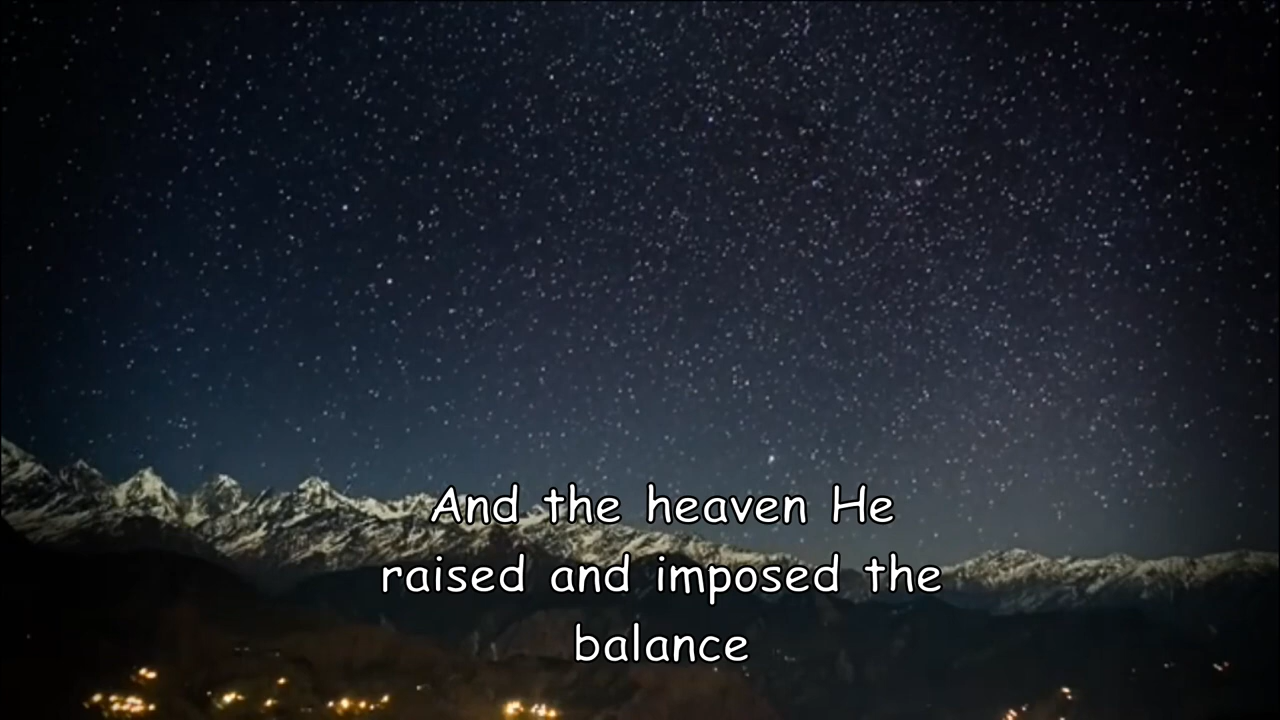 And the heaven He
raised and imposed the
balance